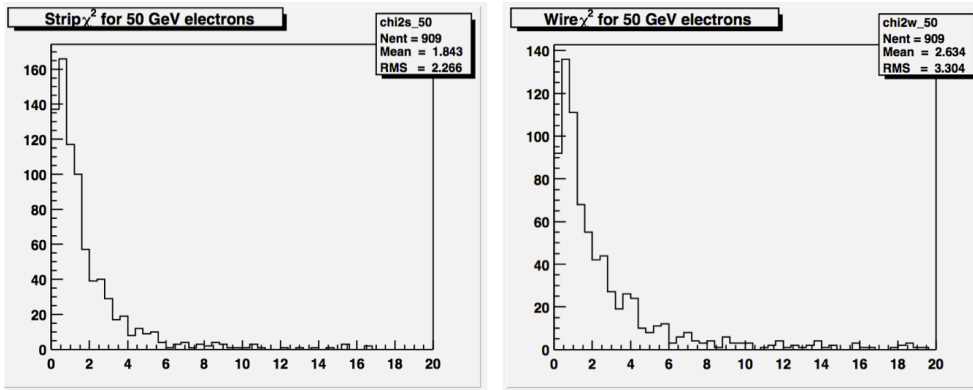 Strip χ² for 50 GeV electrons
chi2s_50
Nent = 909
Mean = 1.843
RMS = 2.266
160
140
120
100
80
60
40
20
0
0 2 4 6 8 10 12 14 16 18 20
Wire χ² for 50 GeV electrons
chi2w_50
Nent = 909
Mean = 2.634
RMS = 3.304
140
120
100
80
60
40
20
0
0 2 4 6 8 10 12 14 16 18 20